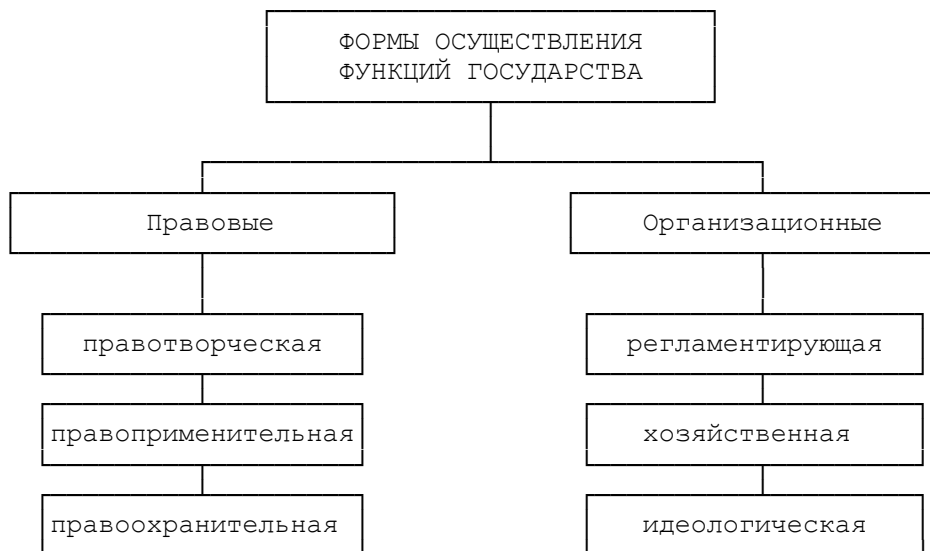 ФОРМЫ ОСУЩЕСТВЛЕНИЯ
ФУНКЦИЙ ГОСУДАРСТВА
Правовые
Организационные
правотворческая
регламентирующая
правоприменительная
хозяйственная
правоохранительная
идеологическая